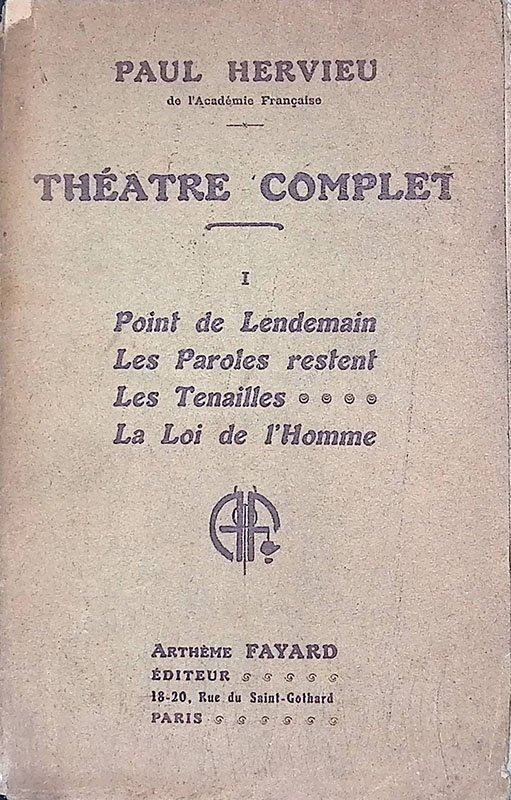 PAUL HERVIEU
de l'Académie Française
THÉATRE COMPLET
I
Point de Lendemain
Les Paroles restent
Les Tenailles
La Loi de l'Homme
ARTHÈME FAYARD
ÉDITEUR
18-20, Rue du Saint-Gothard
PARIS